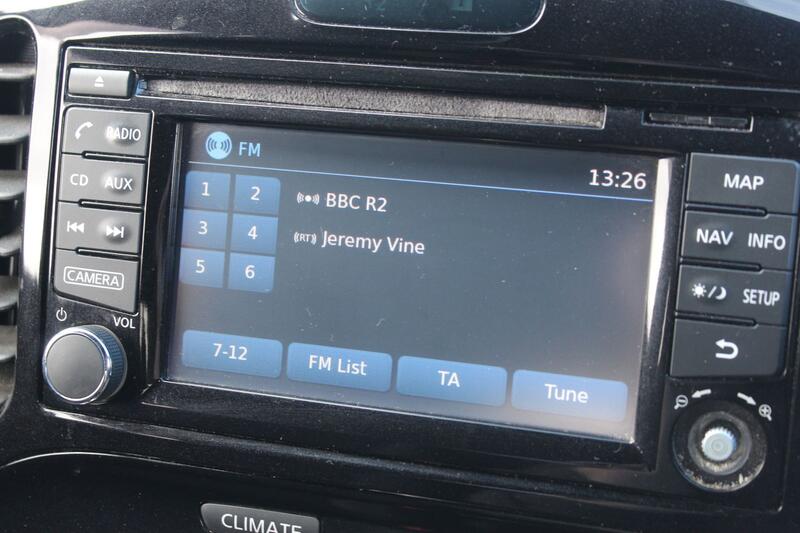 RADIO
CD AUX
CAMERA
VOL
FM
13:26
1 2
3 4
5 6
BBC R2
(RT) Jeremy Vine
7-12
FM List
TA
Tune
MAP
NAV INFO
SETUP
CLIMATE